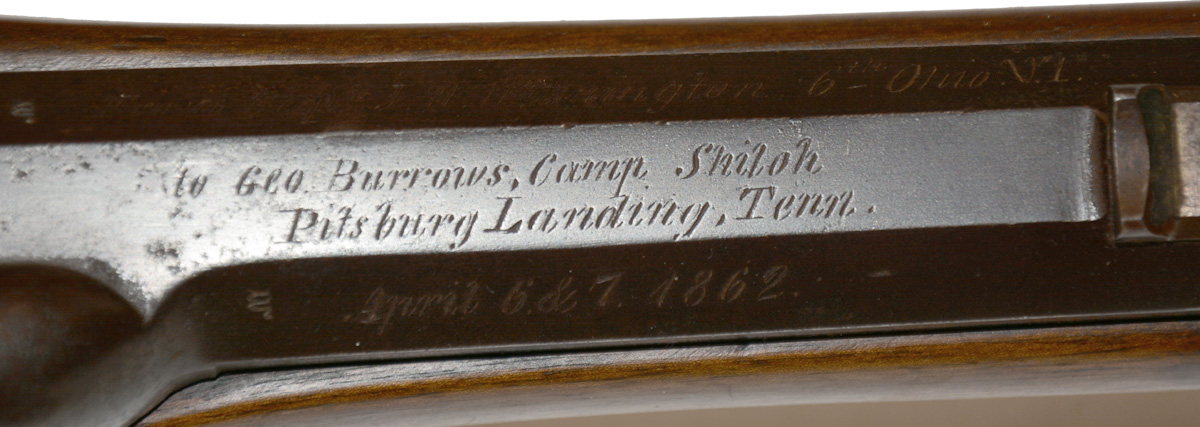 6th Ohio V.I.
to Geo Burrows, Camp Shiloh
Pitsburg Landing, Tenn.
April 6 & 7. 1862.